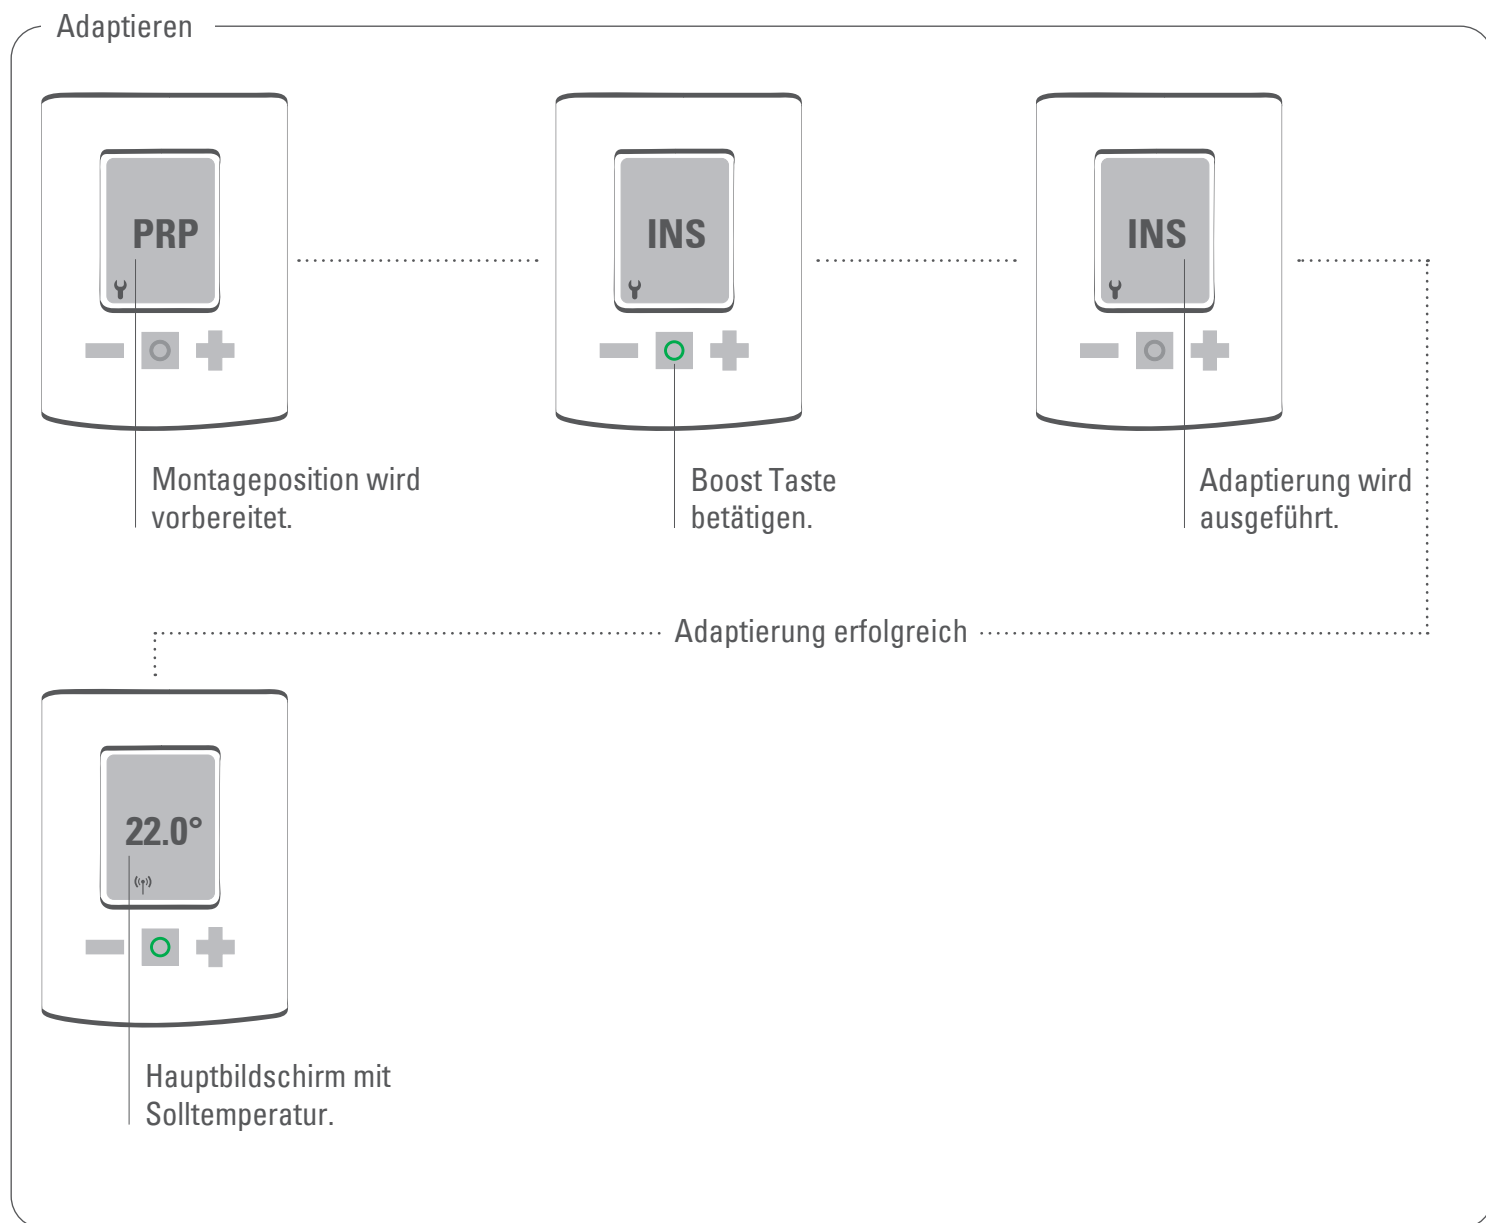 Adaptieren
PRP
INS
INS
Montageposition wird
vorbereitet.
Boost Taste
betätigen.
Adaptierung wird
ausgeführt.
Adaptierung erfolgreich
22.0°
Hauptbildschirm mit
Solltemperatur.